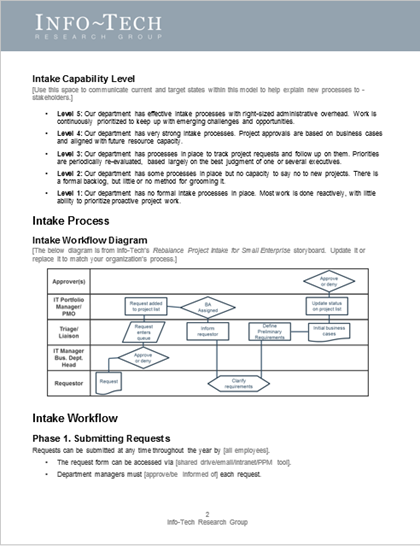 INFO~TECH
RESEARCH GROUP
Intake Capability Level
[Use this space to communicate current and target states within this model to help explain new processes to -
stakeholders.]
• Level 5: Our department has effective intake processes with right-sized administrative overhead. Work is
continuously prioritized to keep up with emerging challenges and opportunities.
• Level 4: Our department has very strong intake processes. Project approvals are based on business cases
and aligned with future resource capacity.
• Level 3: Our department has processes in place to track project requests and follow up on them. Priorities
are periodically re-evaluated, based largely on the best judgment of one or several executives.
• Level 2: Our department has some processes in place but no capacity to say no to new projects. There is
a formal backlog, but little or no method for grooming it.
• Level 1: Our department has no formal intake processes in place. Most work is done reactively, with little
ability to prioritize proactive project work.
Intake Process
Intake Workflow Diagram
[The below diagram is from Info-Tech's Rebalance Project Intake for Small Enterprise storyboard. Update it or
replace it to match your organization's process.]
Approver(s)
Approve
or deny
IT Portfolio
Manager/
PMO
Request added
to project list
BA
Assigned
Update status
on project list
Triage/
Liaison
Request
enters
queue
Inform
requestor
Define
Preliminary
Requirements
Initial business
cases
IT Manager
Bus. Dept.
Head
Approve
or deny
Requestor
Request
Clarify
requirements
Intake Workflow
Phase 1. Submitting Requests
Requests can be submitted at any time throughout the year by [all employees].
• The request form can be accessed via [shared drive/email/intranet/PPM tool].
• Department managers must [approve/be informed of] each request.
2
Info-Tech Research Group